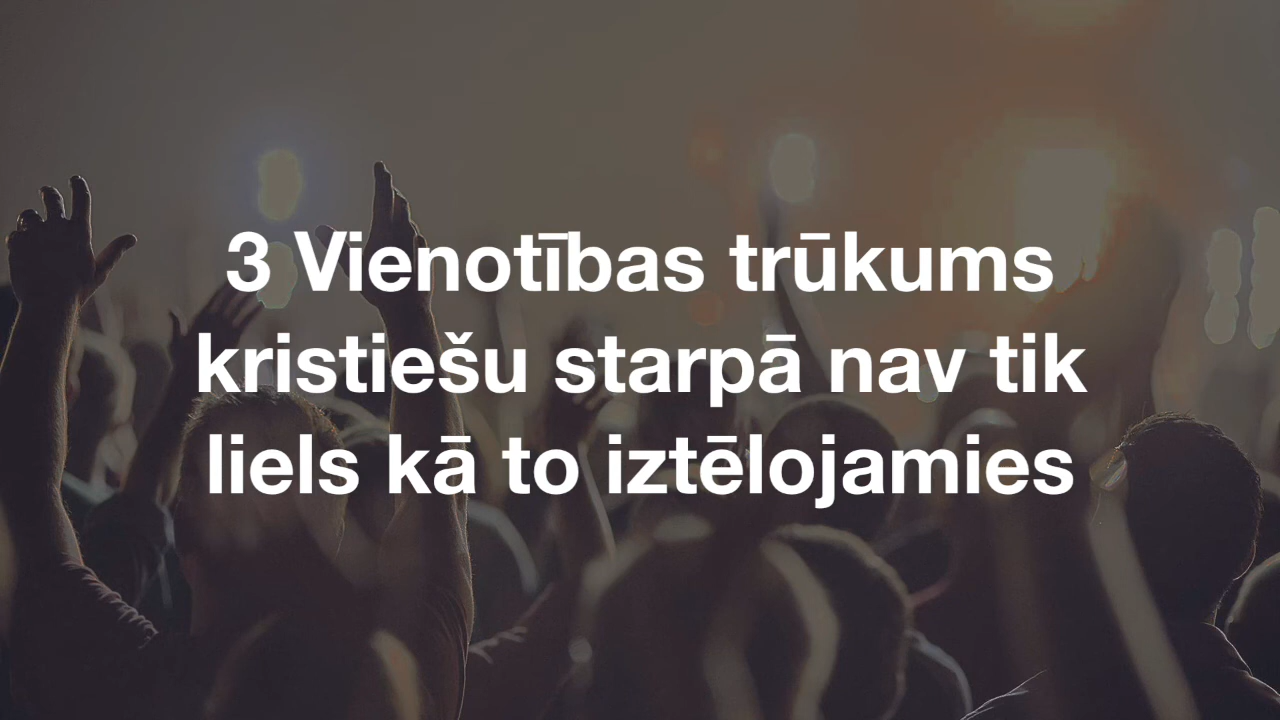 3 Vienotības trūkums
kristiešu starpā nav tik
liels kā to iztēlojamies